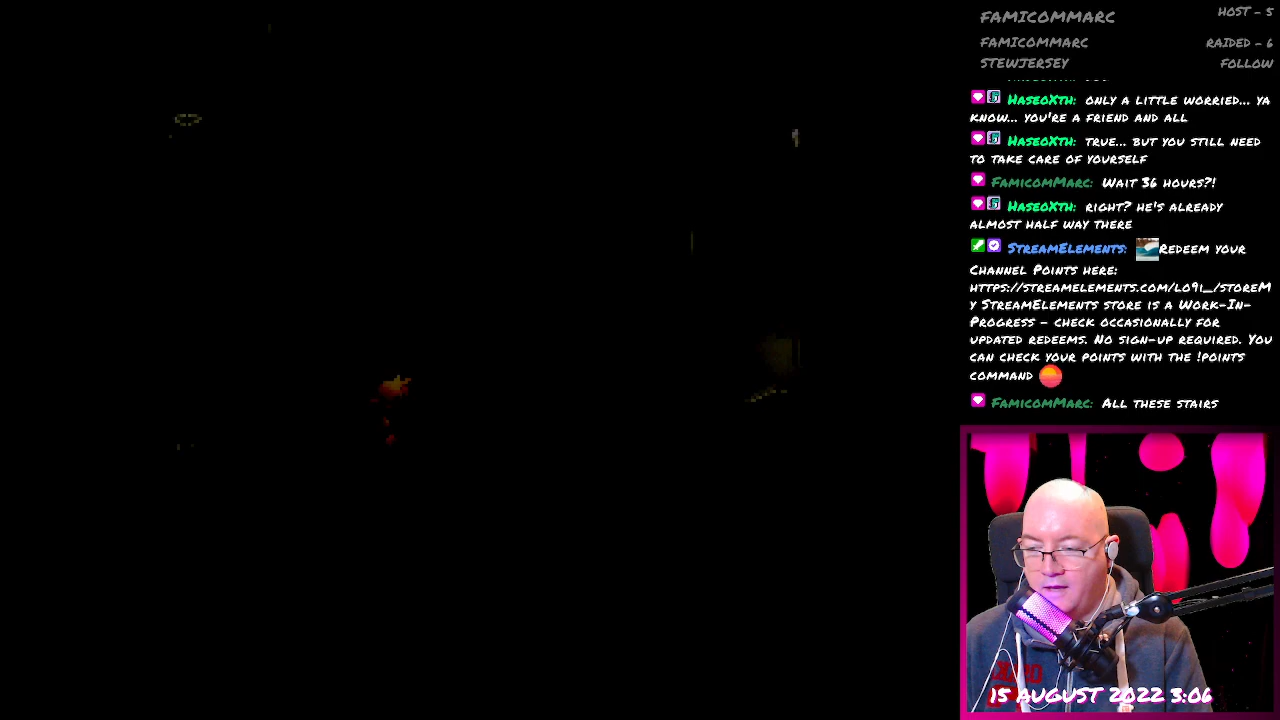 FAMICOMMARC
HOST - 5
FAMICOMMARC
RAIDED - 6
STEWJERSEY
FOLLOW
HaseoXth: only a little worried... ya
know... you're a friend and all
HaseoXth: true... but you still need
to take care of yourself
FamicomMarc: Wait 36 hours?!
HaseoXth: right? he's already
almost half way there
StreamElements: Redeem your
Channel Points here:
https://streamelements.com/lo91_/storeM
y StreamElements store is a Work-In-
Progress - check occasionally for
updated redeems. No sign-up required. You
can check your points with the !points
command
FamicomMarc: All these stairs
15 AUGUST 2022 3:06